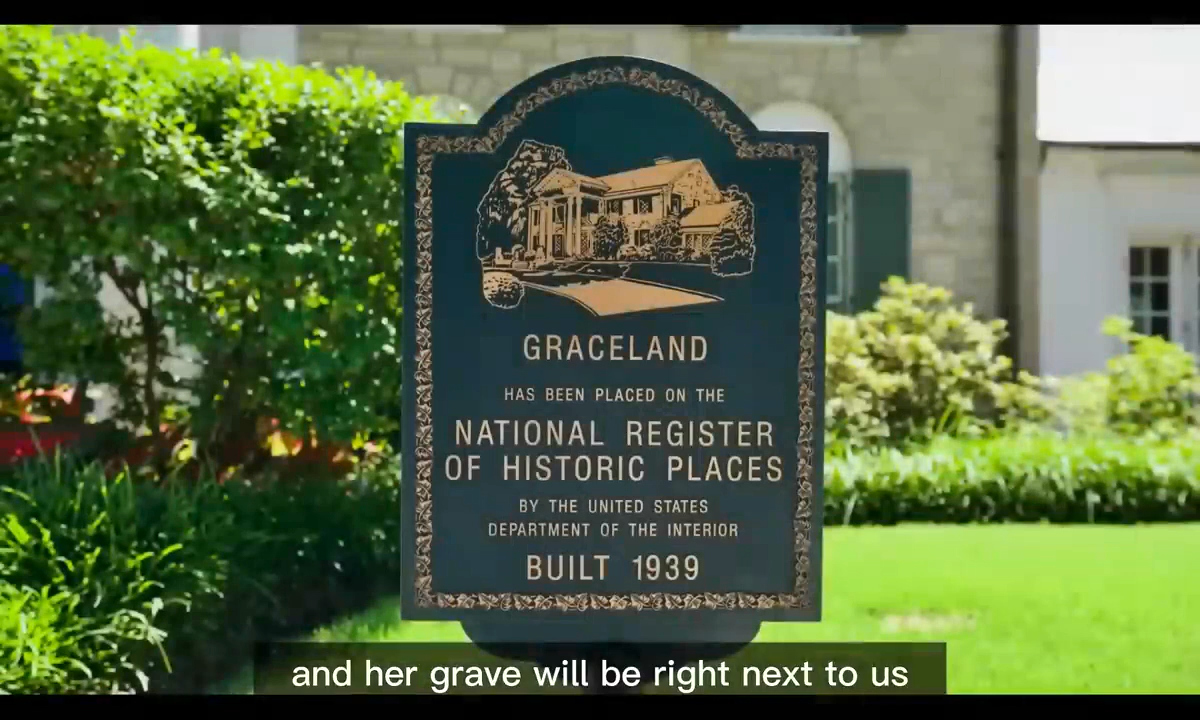 GRACELAND
HAS BEEN PLACED ON THE
NATIONAL REGISTER
OF HISTORIC PLACES
BY THE UNITED STATES
DEPARTMENT OF THE INTERIOR
BUILT 1939
and her grave will be right next to us